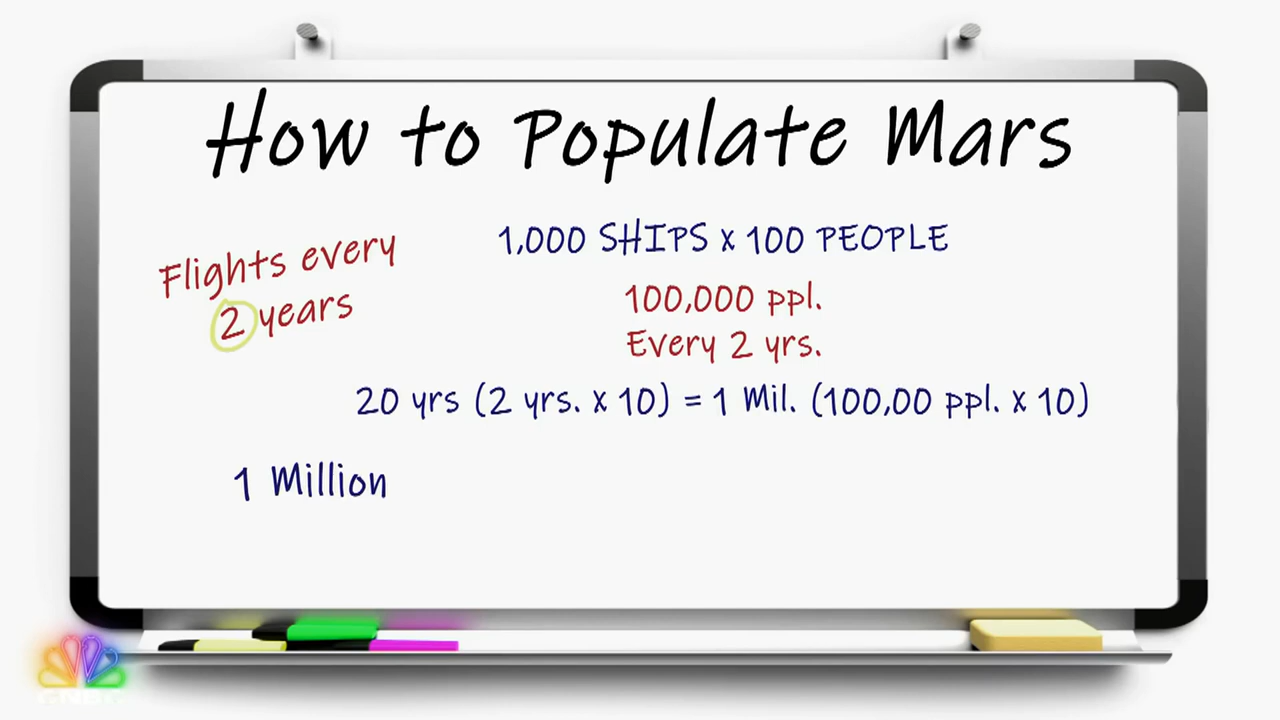 How to Populate Mars
Flights every
2 years
1,000 SHIPS x 100 PEOPLE
100,000 ppl.
Every 2 yrs.
20 yrs (2 yrs. x 10) = 1 Mil. (100,00 ppl. x 10)
1 Million
CNBC